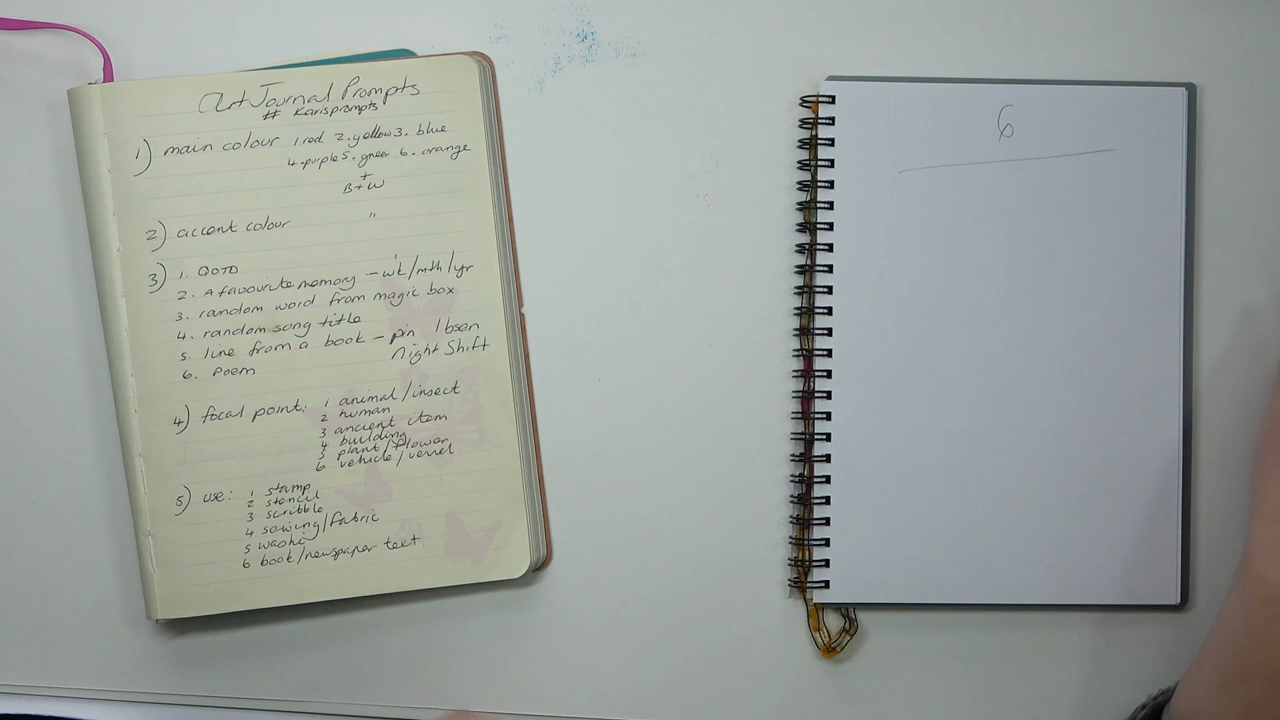 Art Journal Prompts
# Karisprompts
1) main colour 1 red 2. yellow 3. blue
4. purple 5. green 6. orange
+
B+W
2) accent colour "
3) 1. QOTD
2. A favourite memory - wk/mth/yr
3. random word from magic box
4. random song title
5. line from a book - pin Ibsen
Night Shift
6. Poem
4) focal point: 1 animal/insect
2 human
3 ancient item
4 building
5 plant/flower
6 vehicle/vessel
5) use: 1 stamp
2 stencil
3 scribble
4 sewing/fabric
5 washi
6 book/newspaper text
6